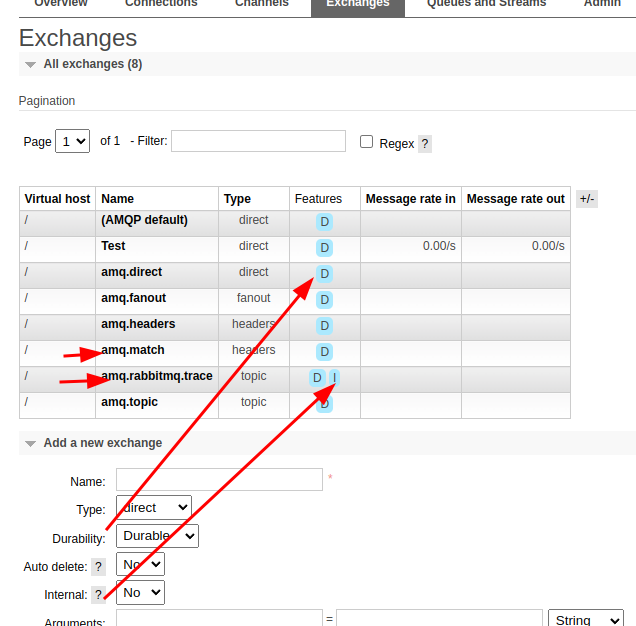 Overview Connections Channels Exchanges Queues and Streams Admin
Exchanges
All exchanges (8)
Pagination
Page 1 of 1 - Filter: Regex ?
Virtual host Name Type Features Message rate in Message rate out +/-
/ (AMQP default) direct D
/ Test direct D 0.00/s 0.00/s
/ amq.direct direct D
/ amq.fanout fanout D
/ amq.headers headers D
/ amq.match headers D
/ amq.rabbitmq.trace topic D I
/ amq.topic topic D
Add a new exchange
Name: *
Type: direct
Durability: Durable
Auto delete: ? No
Internal: ? No
Arguments: = String